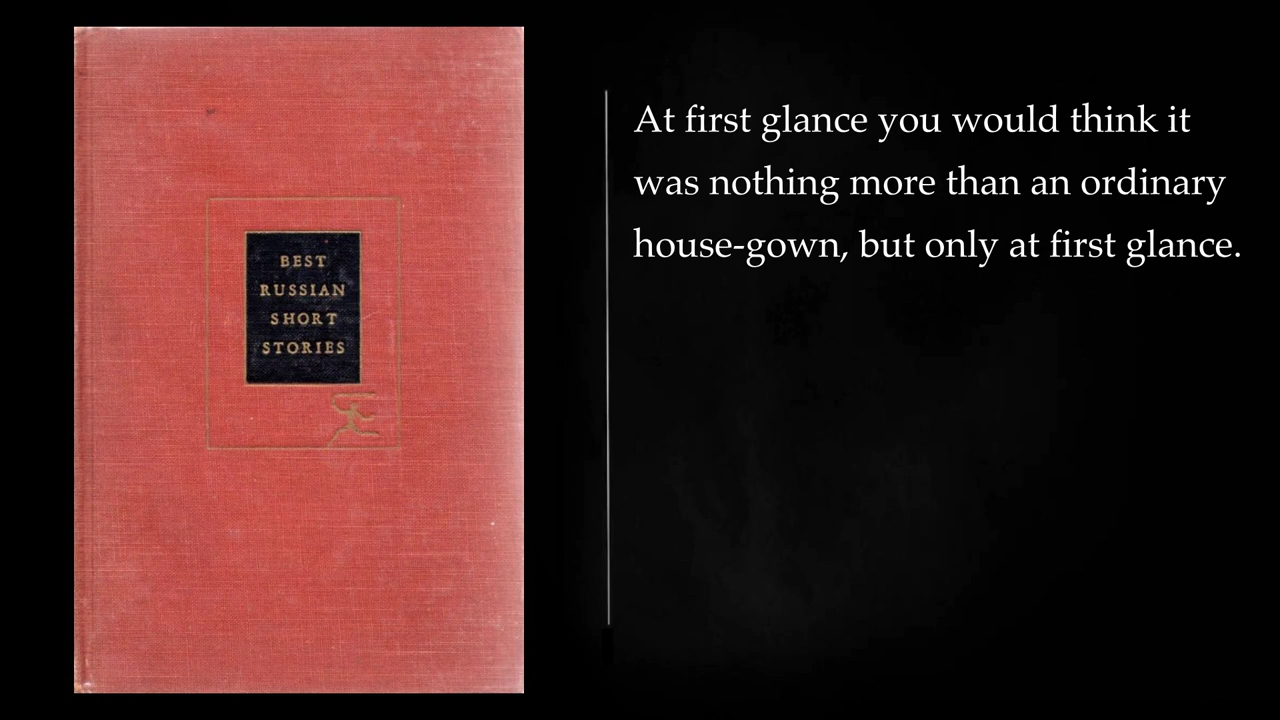 BEST
RUSSIAN
SHORT
STORIES
At first glance you would think it
was nothing more than an ordinary
house-gown, but only at first glance.